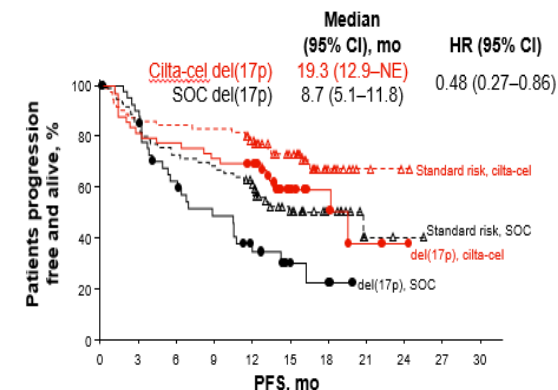 Median
(95% CI), mo
HR (95% CI)
Cilta-cel del(17p) 19.3 (12.9–NE)
SOC del(17p) 8.7 (5.1–11.8)
0.48 (0.27–0.86)
Patients progression
free and alive, %
100
80
60
40
20
0
Standard risk, cilta-cel
Standard risk, SOC
del(17p), cilta-cel
del(17p), SOC
0 3 6 9 12 15 18 21 24 27 30
PFS, mo